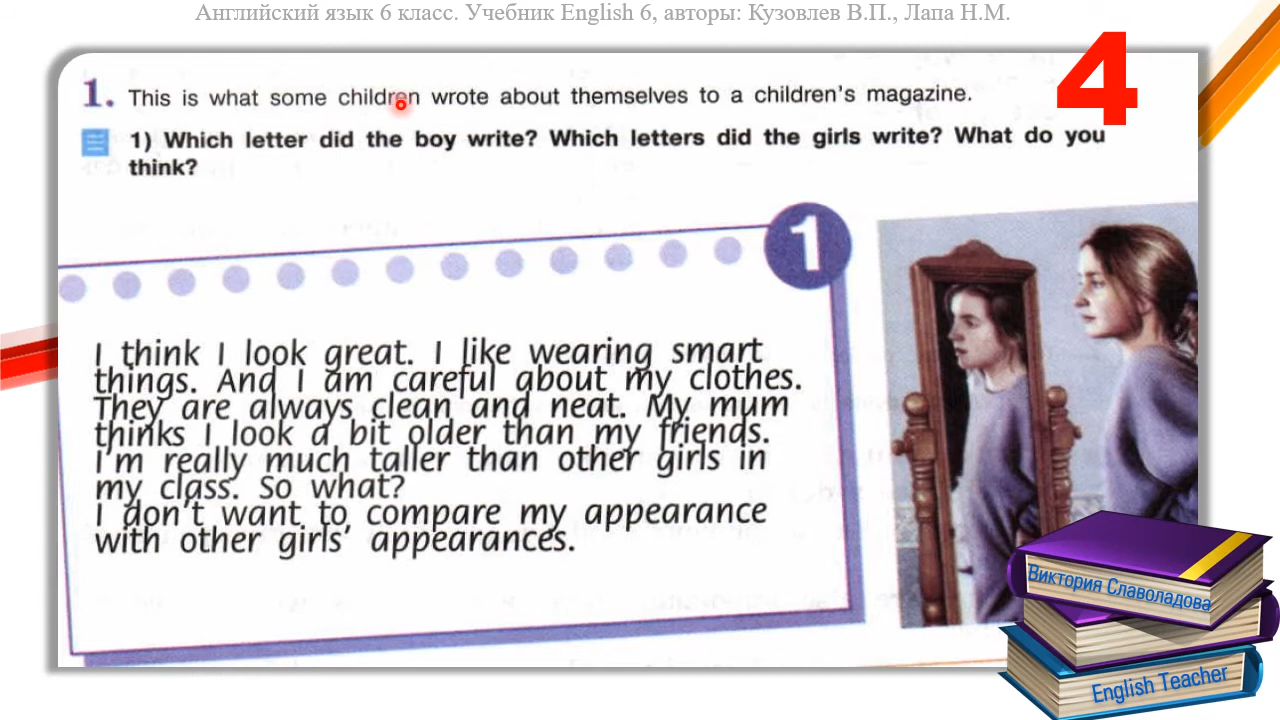 Английский язык 6 класс. Учебник English 6, авторы: Кузовлев В.П., Лапа Н.М.
4
1. This is what some children wrote about themselves to a children's magazine.
1) Which letter did the boy write? Which letters did the girls write? What do you
think?
1
I think I look great. I like wearing smart
things. And I am careful about my clothes.
They are always clean and neat. My mum
thinks I look a bit older than my friends.
I'm really much taller than other girls in
my class. So what?
I don't want to compare my appearance
with other girls' appearances.
Виктория Славоладова
English Teacher